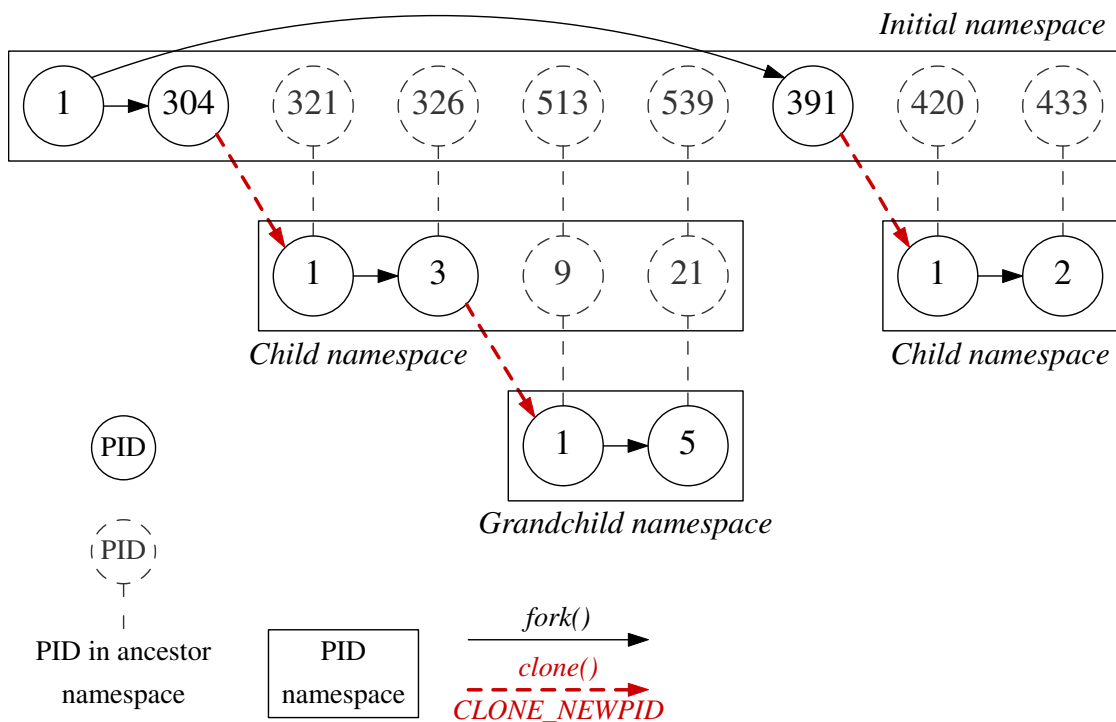 Initial namespace
1 304 321 326 513 539 391 420 433
1 3 9 21 1 2
Child namespace Child namespace
1 5
Grandchild namespace
PID
PID
PID in ancestor
namespace
PID
namespace
fork()
clone()
CLONE_NEWPID